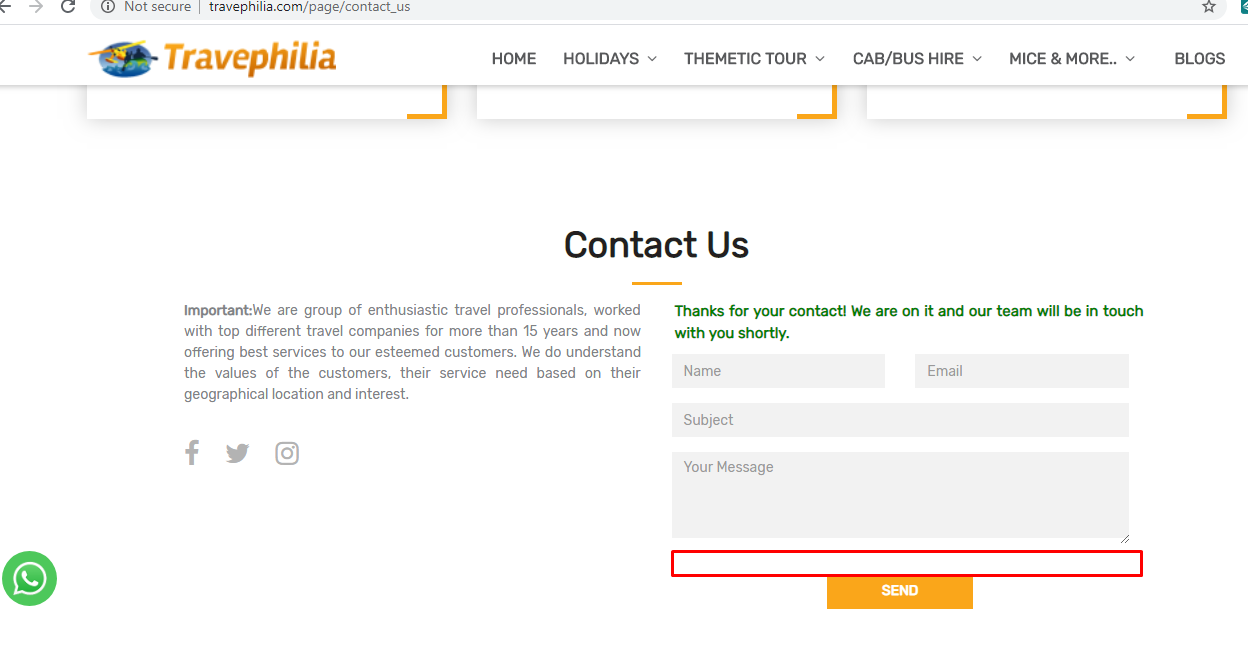 Not secure | travephilia.com/page/contact_us
Travephilia HOME HOLIDAYS THEMETIC TOUR CAB/BUS HIRE MICE & MORE.. BLOGS
Contact Us
Important:We are group of enthusiastic travel professionals, worked
with top different travel companies for more than 15 years and now
offering best services to our esteemed customers. We do understand
the values of the customers, their service need based on their
geographical location and interest.
Thanks for your contact! We are on it and our team will be in touch
with you shortly.
Name Email
Subject
Your Message
SEND